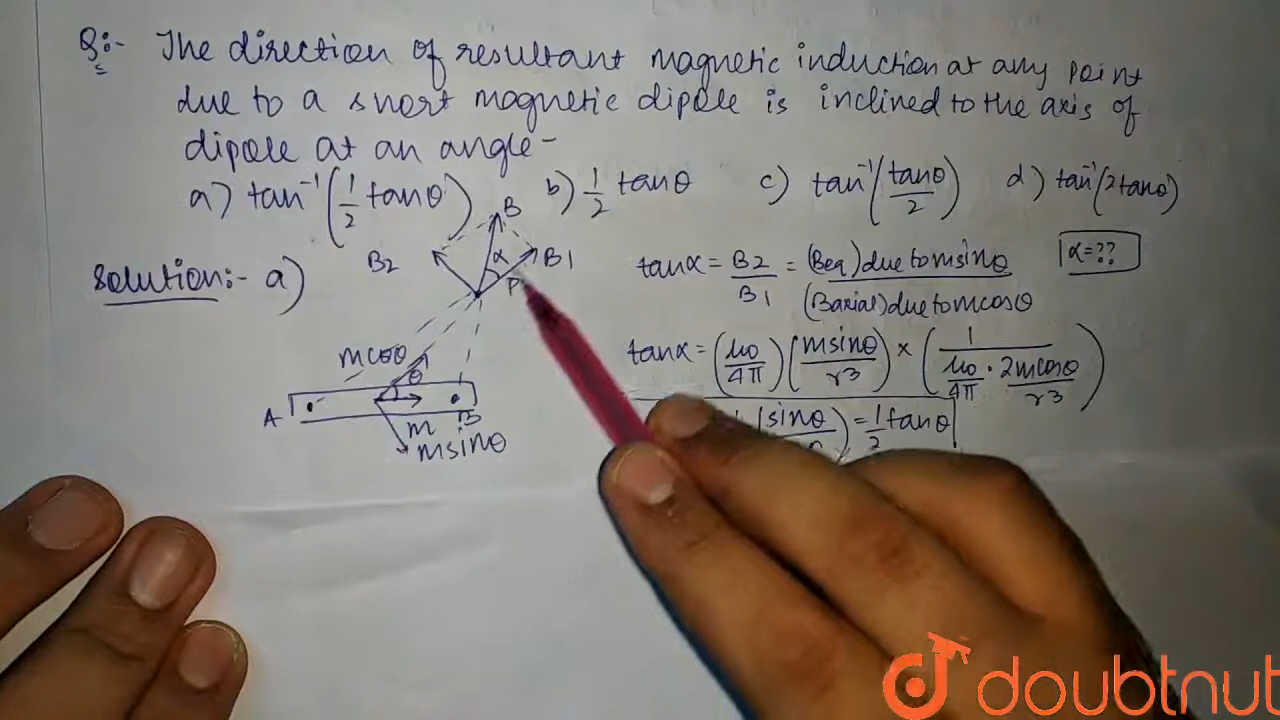 Q:- The direction of resultant magnetic induction at any point
due to a short magnetic dipole is inclined to the axis of
dipole at an angle-
a) tan⁻¹(1/2 tanθ) b) 1/2 tanθ c) tan⁻¹(tanθ/2) d) tan⁻¹(2tanθ)
Solution:- a)
B
B2
α
B1
P
mcosθ
θ
A
m
B
msinθ
tanα = B2/B1 = (Beq) due to msinθ/(Baxial) due to mcosθ
α=??
tanα = (μ0/4π)(msinθ/r3) × (1/(μ0/4π · 2mcosθ/r3))
(sinθ = 1/2 tanθ
doubtnut